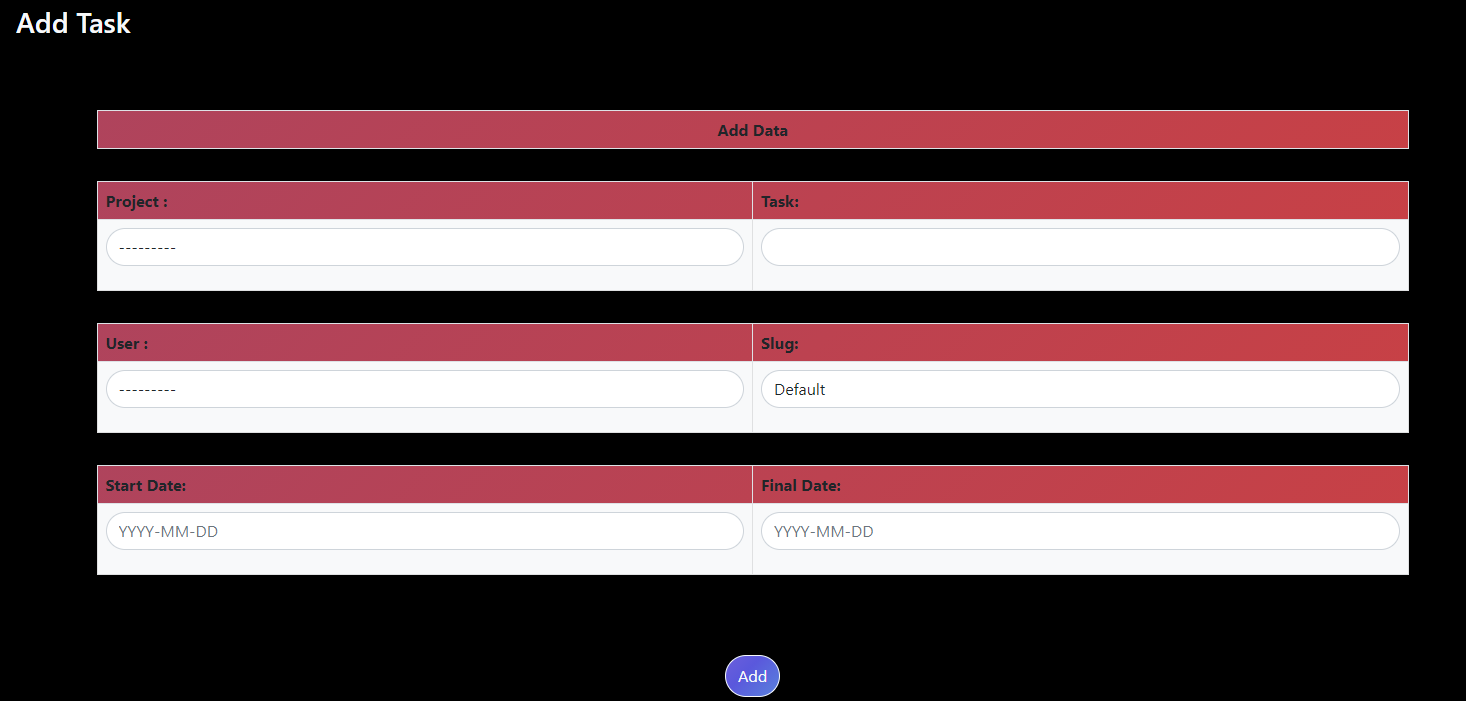 Add Task
Add Data
Project : Task:
---------
User : Slug:
--------- Default
Start Date: Final Date:
YYYY-MM-DD YYYY-MM-DD
Add